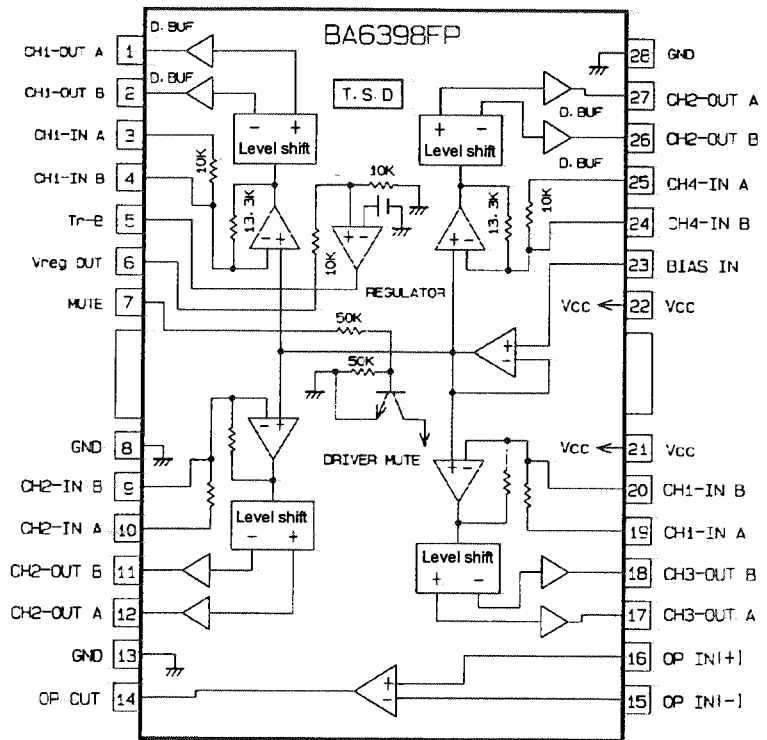 BA6398FP
T.S.D
D.BUF
CH1-OUT A 1
D.BUF
CH1-OUT B 2
CH1-IN A 3
CH1-IN B 4
Tr-B 5
Vreg OUT 6
MUTE 7
GND 8
CH2-IN B 9
CH2-IN A 10
CH2-OUT B 11
CH2-OUT A 12
GND 13
OP OUT 14
- +
Level shift
10K
13.3K
- +
10K
10K
- +
REGULATOR
50K
50K
DRIVER MUTE
- +
Level shift
- +
+ -
Level shift
13.3K
10K
+ -
+
-
+ -
Level shift
+ -
+
-
28 GND
27 CH2-OUT A
D.BUF
26 CH2-OUT B
D.BUF
25 CH4-IN A
24 CH4-IN B
23 BIAS IN
Vcc 22 Vcc
Vcc 21 Vcc
20 CH1-IN B
19 CH1-IN A
18 CH3-OUT B
17 CH3-OUT A
16 OP IN(+)
15 OP IN(-)